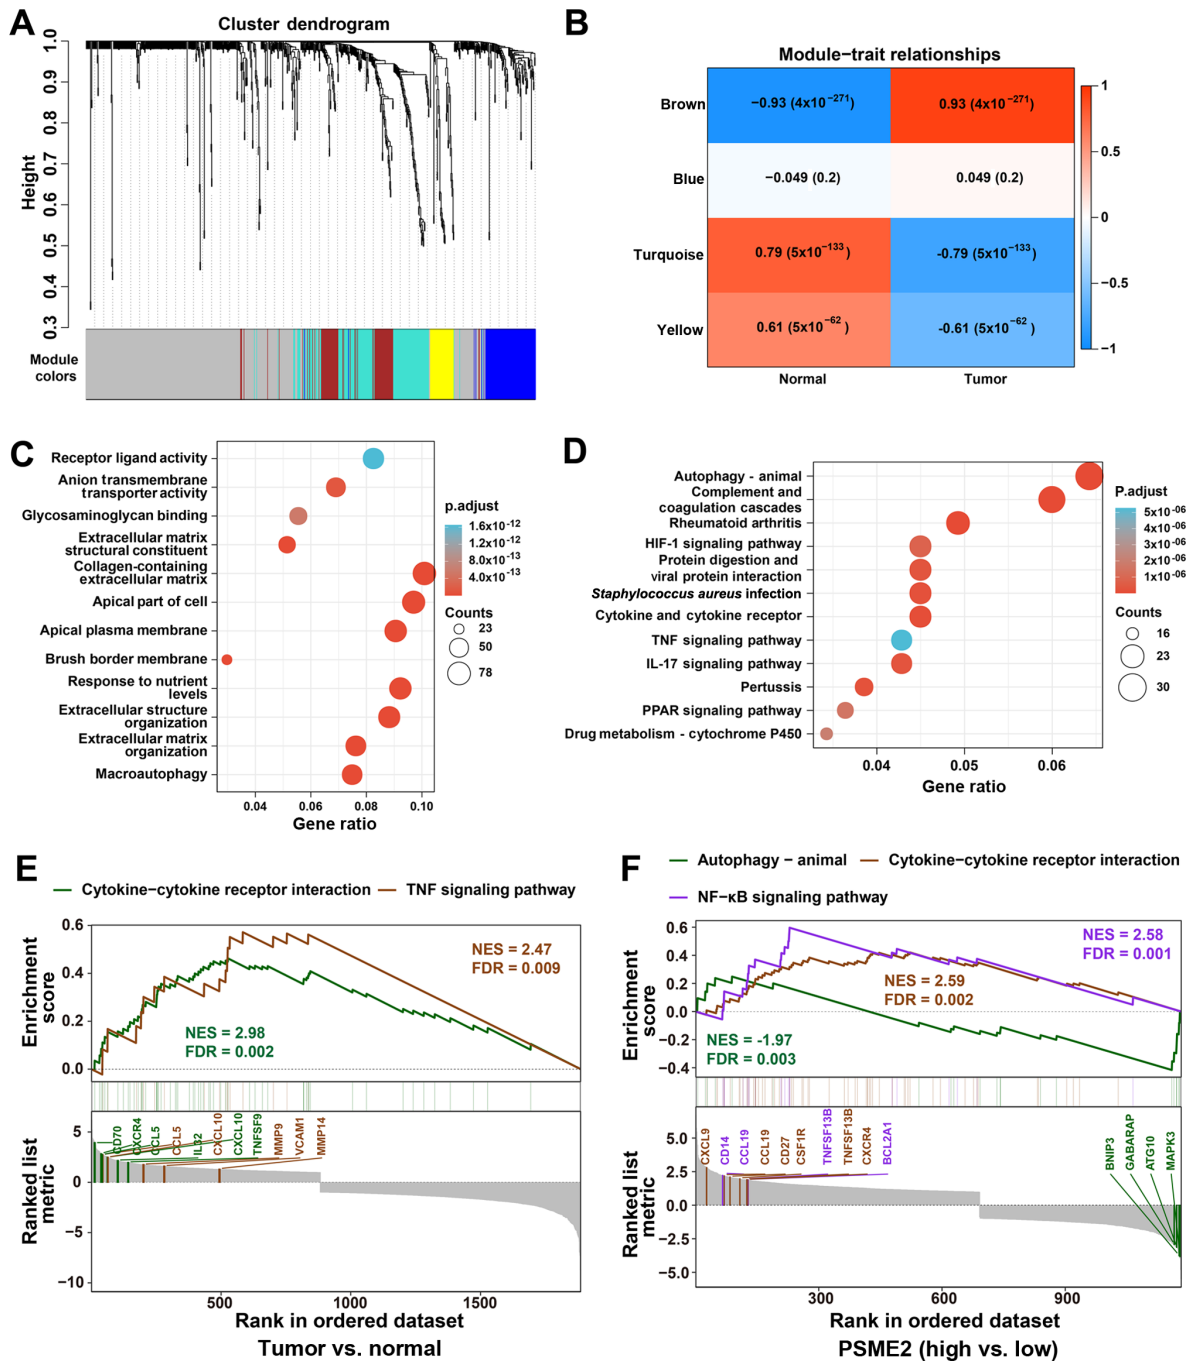 A
Cluster dendrogram
Height
1.0
0.9
0.8
0.7
0.6
0.5
0.4
0.3
Module
colors
B
Module−trait relationships
Brown
−0.93 (4x10⁻²⁷¹)
0.93 (4x10⁻²⁷¹)
Blue
−0.049 (0.2)
0.049 (0.2)
Turquoise
0.79 (5x10⁻¹³³)
-0.79 (5x10⁻¹³³)
Yellow
0.61 (5x10⁻⁶²)
-0.61 (5x10⁻⁶²)
Normal
Tumor
1
0.5
0
−0.5
−1
C
Receptor ligand activity
Anion transmembrane
transporter activity
Glycosaminoglycan binding
Extracellular matrix
structural constituent
Collagen-containing
extracellular matrix
Apical part of cell
Apical plasma membrane
Brush border membrane
Response to nutrient
levels
Extracellular structure
organization
Extracellular matrix
organization
Macroautophagy
0.04
0.06
0.08
0.10
Gene ratio
p.adjust
1.6x10⁻¹²
1.2x10⁻¹²
8.0x10⁻¹³
4.0x10⁻¹³
Counts
23
50
78
D
Autophagy - animal
Complement and
coagulation cascades
Rheumatoid arthritis
HIF-1 signaling pathway
Protein digestion and
viral protein interaction
Staphylococcus aureus infection
Cytokine and cytokine receptor
TNF signaling pathway
IL-17 signaling pathway
Pertussis
PPAR signaling pathway
Drug metabolism - cytochrome P450
0.04
0.05
0.06
Gene ratio
P.adjust
5x10⁻⁰⁶
4x10⁻⁰⁶
3x10⁻⁰⁶
2x10⁻⁰⁶
1x10⁻⁰⁶
Counts
16
23
30
E
Cytokine−cytokine receptor interaction
TNF signaling pathway
Enrichment
score
0.6
0.4
0.2
0.0
NES = 2.47
FDR = 0.009
NES = 2.98
FDR = 0.002
Ranked list
metric
5
0
−5
−10
CD70
CXCR4
CCL5
CCL5
IL32
CXCL10
CXCL10
TNFSF9
MMP9
VCAM1
MMP14
500
1000
1500
Rank in ordered dataset
Tumor vs. normal
F
Autophagy − animal
Cytokine−cytokine receptor interaction
NF−κB signaling pathway
Enrichment
score
0.6
0.4
0.2
0.0
−0.2
−0.4
NES = 2.58
FDR = 0.001
NES = 2.59
FDR = 0.002
NES = -1.97
FDR = 0.003
Ranked list
metric
5.0
2.5
0.0
−2.5
−5.0
CXCL9
CD14
CCL19
CCL19
CD27
CSF1R
TNFSF13B
TNFSF13B
CXCR4
BCL2A1
BNIP3
GABARAP
ATG10
MAPK3
300
600
900
Rank in ordered dataset
PSME2 (high vs. low)